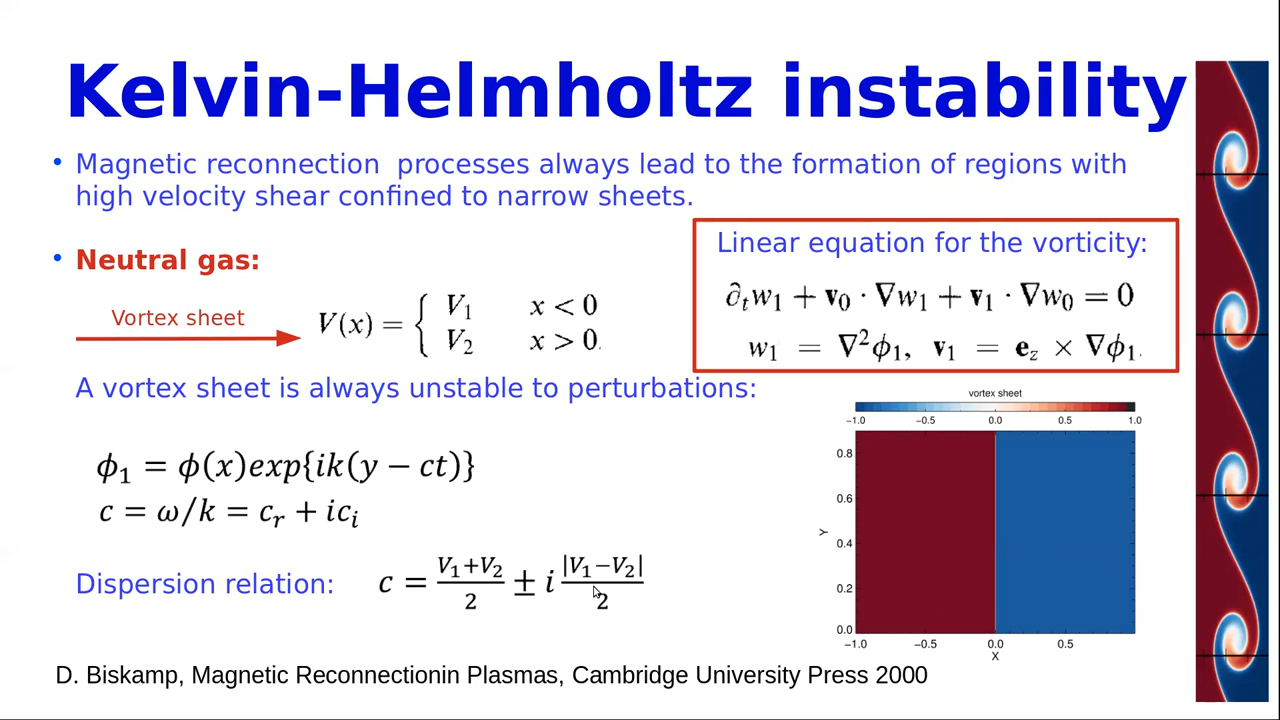 Kelvin-Helmholtz instability
• Magnetic reconnection  processes always lead to the formation of regions with
high velocity shear confined to narrow sheets.
• Neutral gas:
Vortex sheet
V(x) = { V₁ x < 0
V₂ x > 0.
Linear equation for the vorticity:
∂ₜw₁ + v₀ · ∇w₁ + v₁ · ∇w₀ = 0
w₁ = ∇²ϕ₁, v₁ = e_z × ∇ϕ₁.
A vortex sheet is always unstable to perturbations:
ϕ₁ = ϕ(x)exp{ik(y − ct)}
c = ω/k = cᵣ + icᵢ
Dispersion relation: c = (V₁+V₂)/2 ± i |V₁−V₂|/2
vortex sheet
−1.0 −0.5 0.0 0.5 1.0
0.8
0.6
Y
0.4
0.2
0.0
−1.0 −0.5 0.0 0.5
X
D. Biskamp, Magnetic Reconnectionin Plasmas, Cambridge University Press 2000